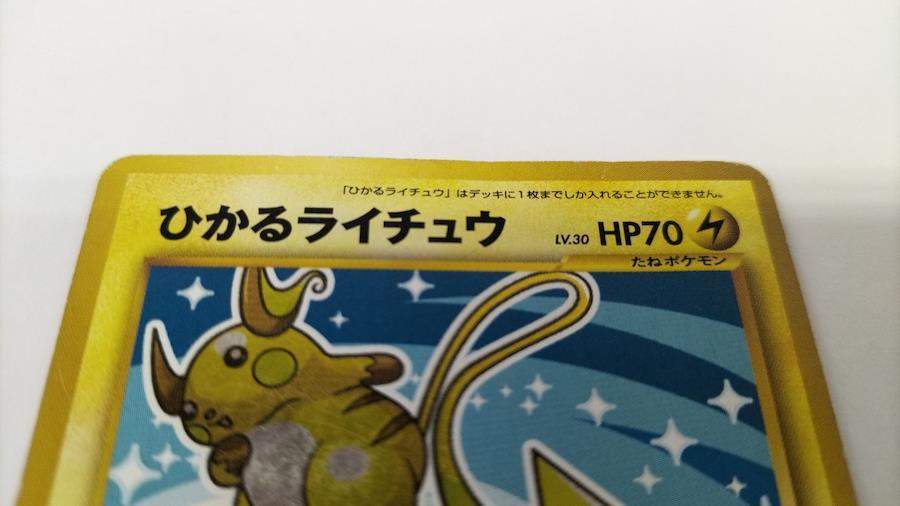 「ひかるライチュウ」はデッキに1枚までしか入れることができません。
ひかるライチュウ LV.30 HP70
たねポケモン